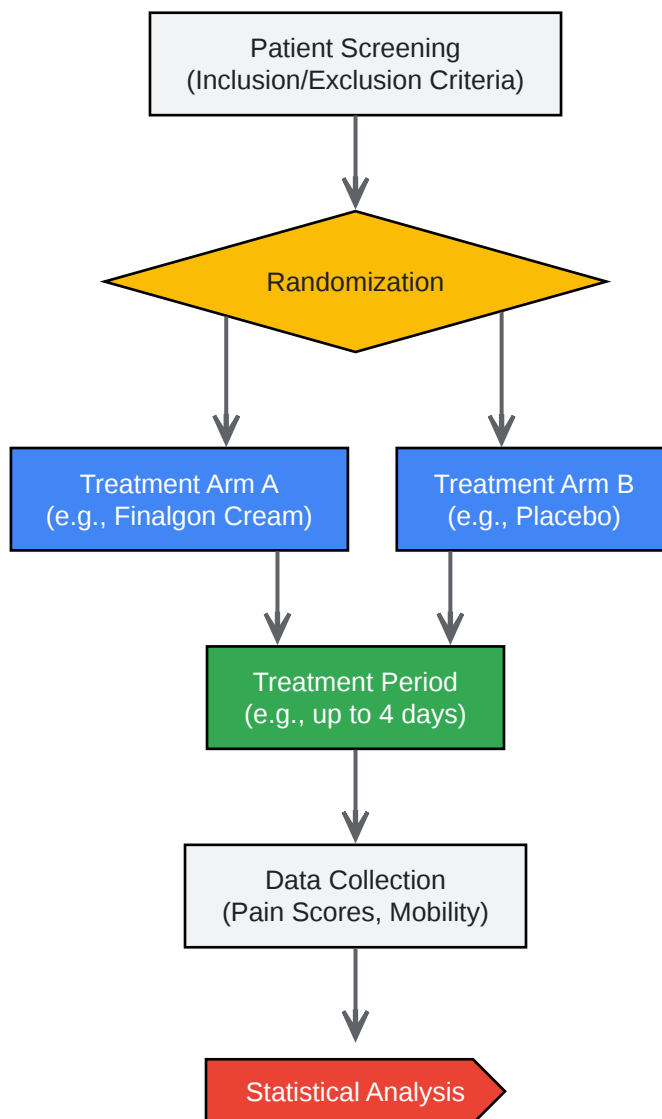 Patient Screening
(Inclusion/Exclusion Criteria)
Randomization
Treatment Arm A
(e.g., Finalgon Cream)
Treatment Arm B
(e.g., Placebo)
Treatment Period
(e.g., up to 4 days)
Data Collection
(Pain Scores, Mobility)
Statistical Analysis